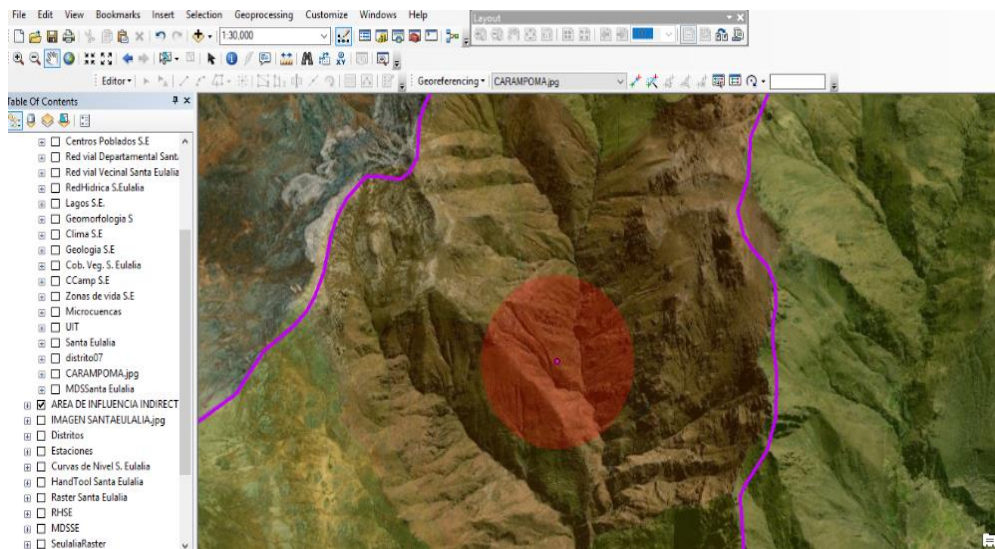 File Edit View Bookmarks Insert Selection Geoprocessing Customize Windows Help
Layout
1:30,000
Editor
Georeferencing CARAMPOMA.jpg
Table Of Contents
Centros Poblados S.E
Red vial Departamental Sant
Red vial Vecinal Santa Eulalia
RedHidrica S.Eulalia
Lagos S.E.
Geomorfologia S
Clima S.E
Geologia S.E
Cob. Veg. S. Eulalia
CCamp S.E
Zonas de vida S.E
Microcuencas
UIT
Santa Eulalia
distrito07
CARAMPOMA.jpg
MDSSanta Eulalia
AREA DE INFLUENCIA INDIRECT
IMAGEN SANTAEULALIA.jpg
Distritos
Estaciones
Curvas de Nivel S. Eulalia
HandTool Santa Eulalia
Raster Santa Eulalia
RHSE
MDSSE
SeulaliaRaster